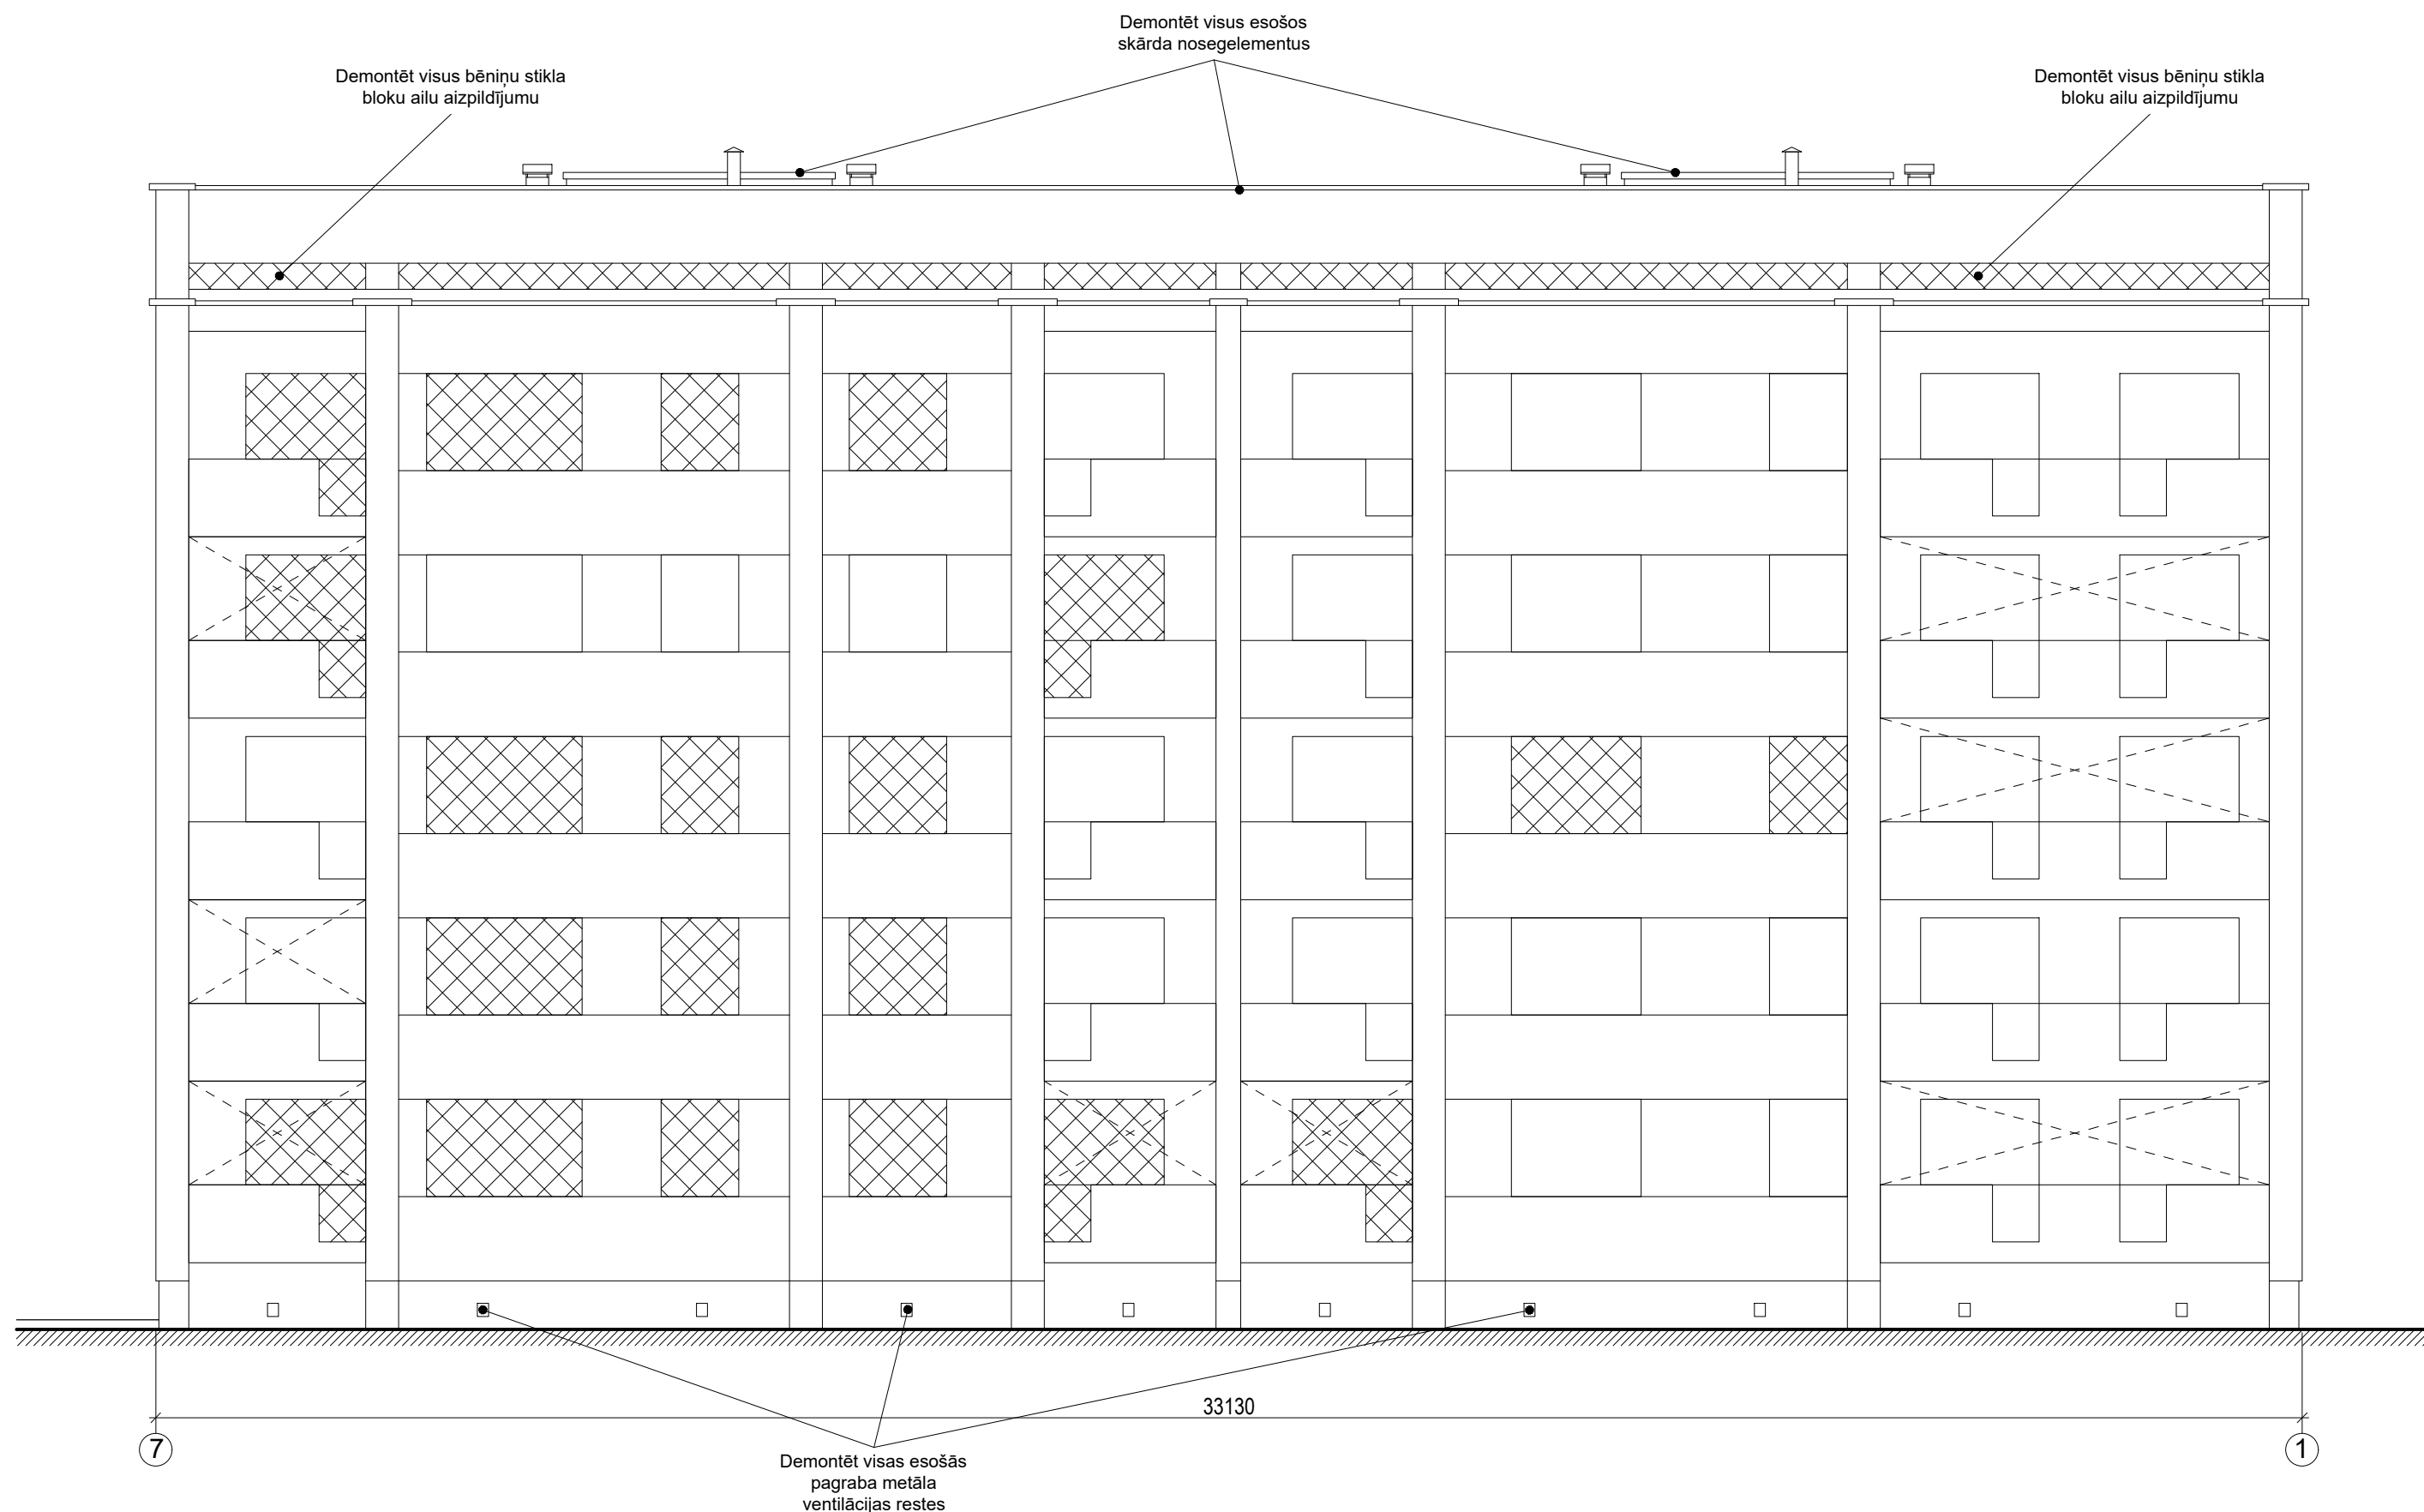 Demontēt visus esošos
skārda nosegelementus
Demontēt visus bēniņu stikla
bloku ailu aizpildījumu
Demontēt visus bēniņu stikla
bloku ailu aizpildījumu
33130
7
1
Demontēt visas esošās
pagraba metāla
ventilācijas restes